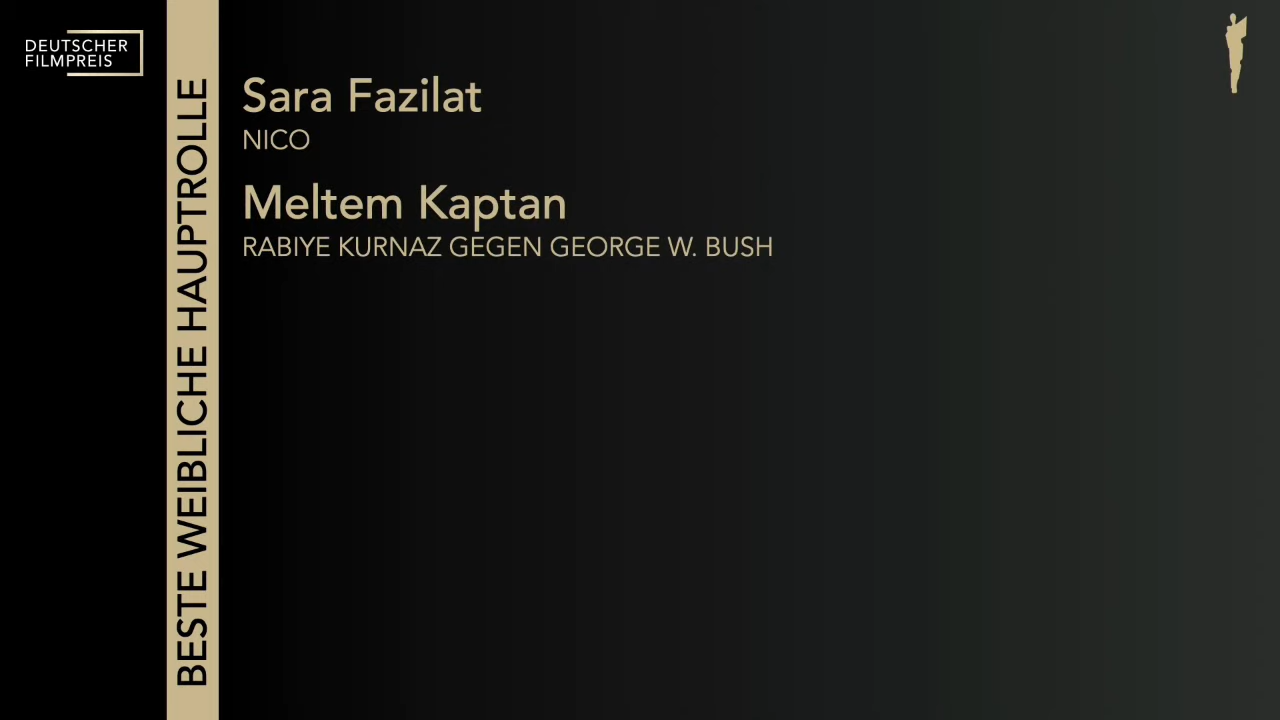 DEUTSCHER
FILMPREIS
BESTE WEIBLICHE HAUPTROLLE
Sara Fazilat
NICO
Meltem Kaptan
RABIYE KURNAZ GEGEN GEORGE W. BUSH